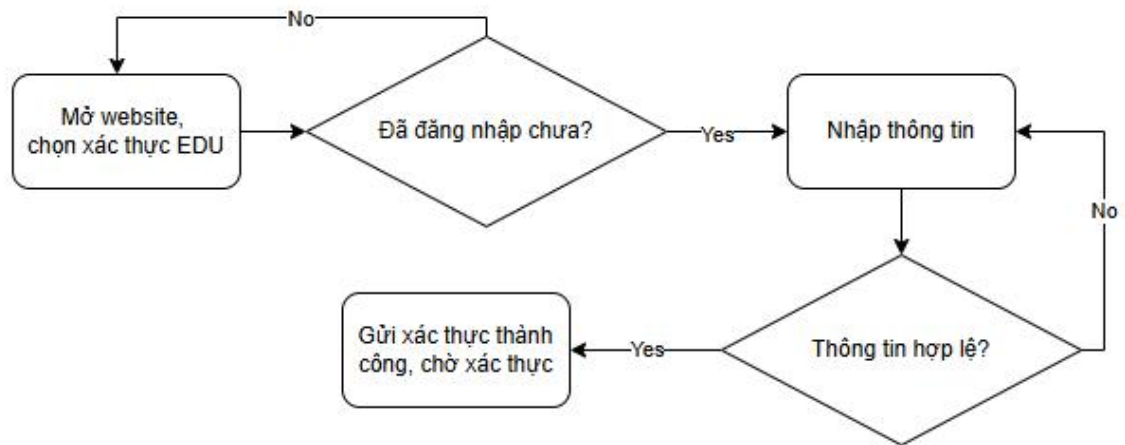 No
Mở website,
chọn xác thực EDU
Đã đăng nhập chưa?
Yes
Nhập thông tin
No
Thông tin hợp lệ?
Yes
Gửi xác thực thành
công, chờ xác thực